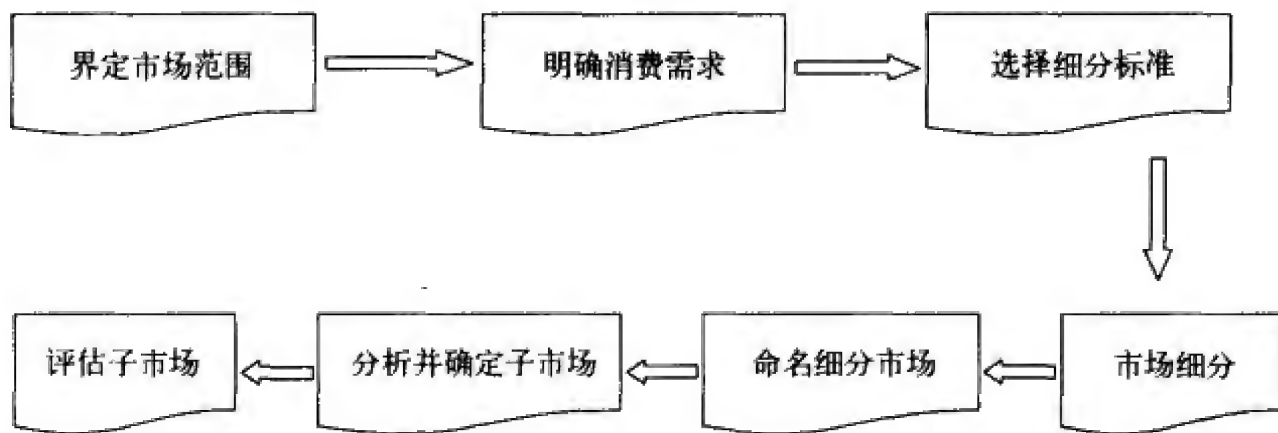 界定市场范围
明确消费需求
选择细分标准
市场细分
命名细分市场
分析并确定子市场
评估子市场